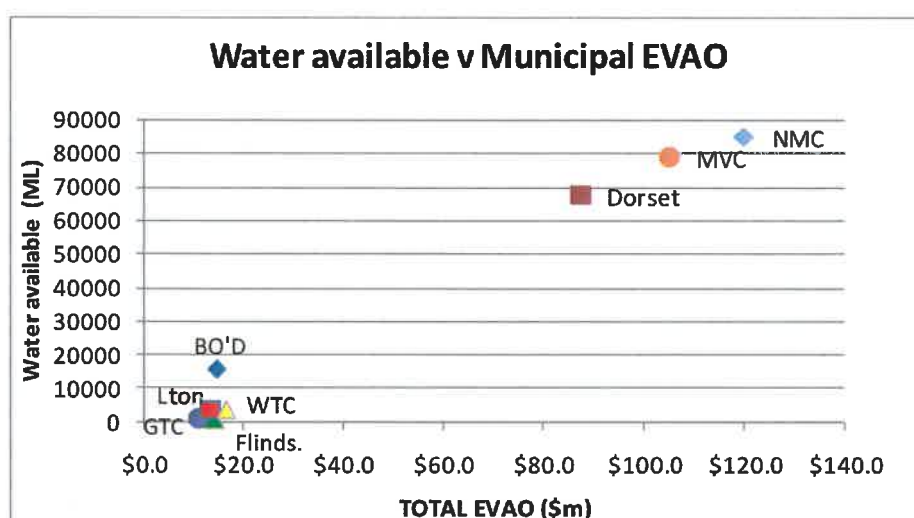 Water available v Municipal EVAO
Water available (ML)
90000
80000
70000
60000
50000
40000
30000
20000
10000
0
NMC
MVC
Dorset
BO'D
Lton
WTC
GTC
Flinds.
$0.0 $20.0 $40.0 $60.0 $80.0 $100.0 $120.0 $140.0
TOTAL EVAO ($m)